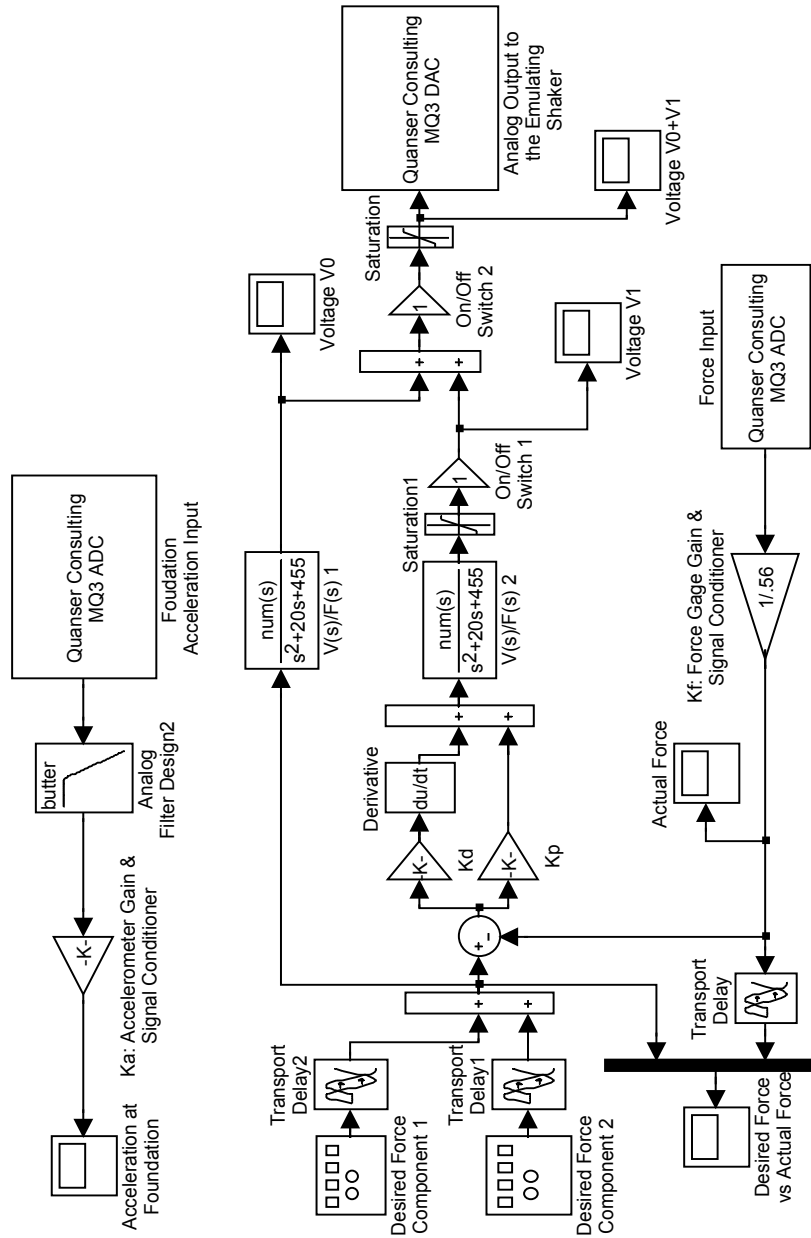 Quanser Consulting
MQ3 ADC
Foudation
Acceleration Input
butter
Analog
Filter Design2
-K-
Ka: Accelerometer Gain &
Signal Conditioner
Acceleration at
Foundation
Voltage V0
num(s)
s2+20s+455
V(s)/F(s) 1
Quanser Consulting
MQ3 DAC
Analog Output to
the Emulating
Shaker
Saturation
1
On/Off
Switch 2
+
+
Voltage V0+V1
Voltage V1
1
On/Off
Switch 1
Saturation1
num(s)
s2+20s+455
V(s)/F(s) 2
+
+
Derivative
du/dt
-K-
Kd
-K-
Kp
+
-
+
+
Transport
Delay2
Desired Force
Component 1
Transport
Delay1
Desired Force
Component 2
Force Input
Quanser Consulting
MQ3 ADC
1/.56
Kf: Force Gage Gain &
Signal Conditioner
Actual Force
Transport
Delay
Desired Force
vs Actual Force